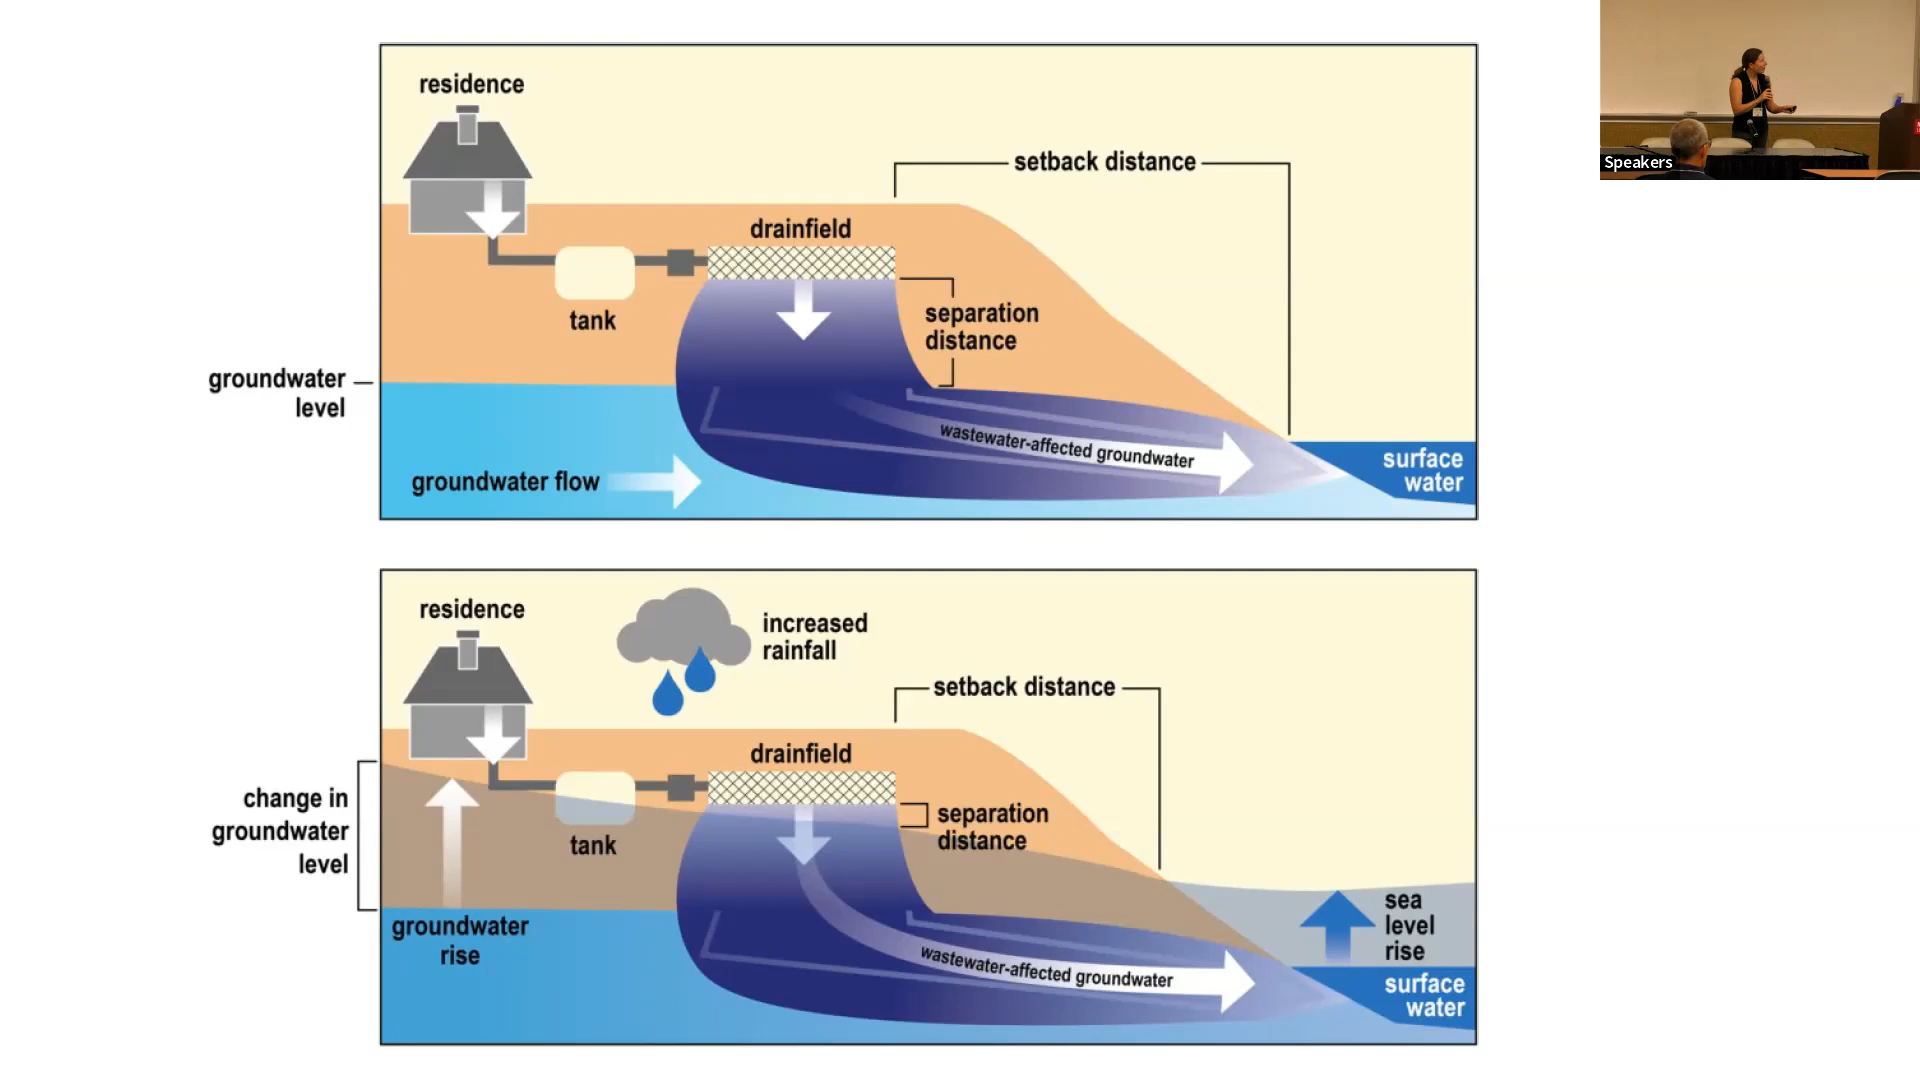 residence
setback distance
drainfield
separation
distance
tank
groundwater
level
wastewater-affected groundwater
groundwater flow
surface
water
residence
increased
rainfall
setback distance
drainfield
separation
distance
tank
change in
groundwater
level
groundwater
rise
wastewater-affected groundwater
sea
level
rise
surface
water
Speakers